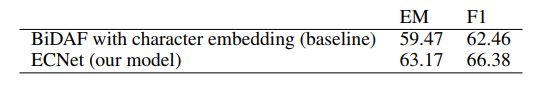 EM F1
BiDAF with character embedding (baseline) 59.47 62.46
ECNet (our model) 63.17 66.38